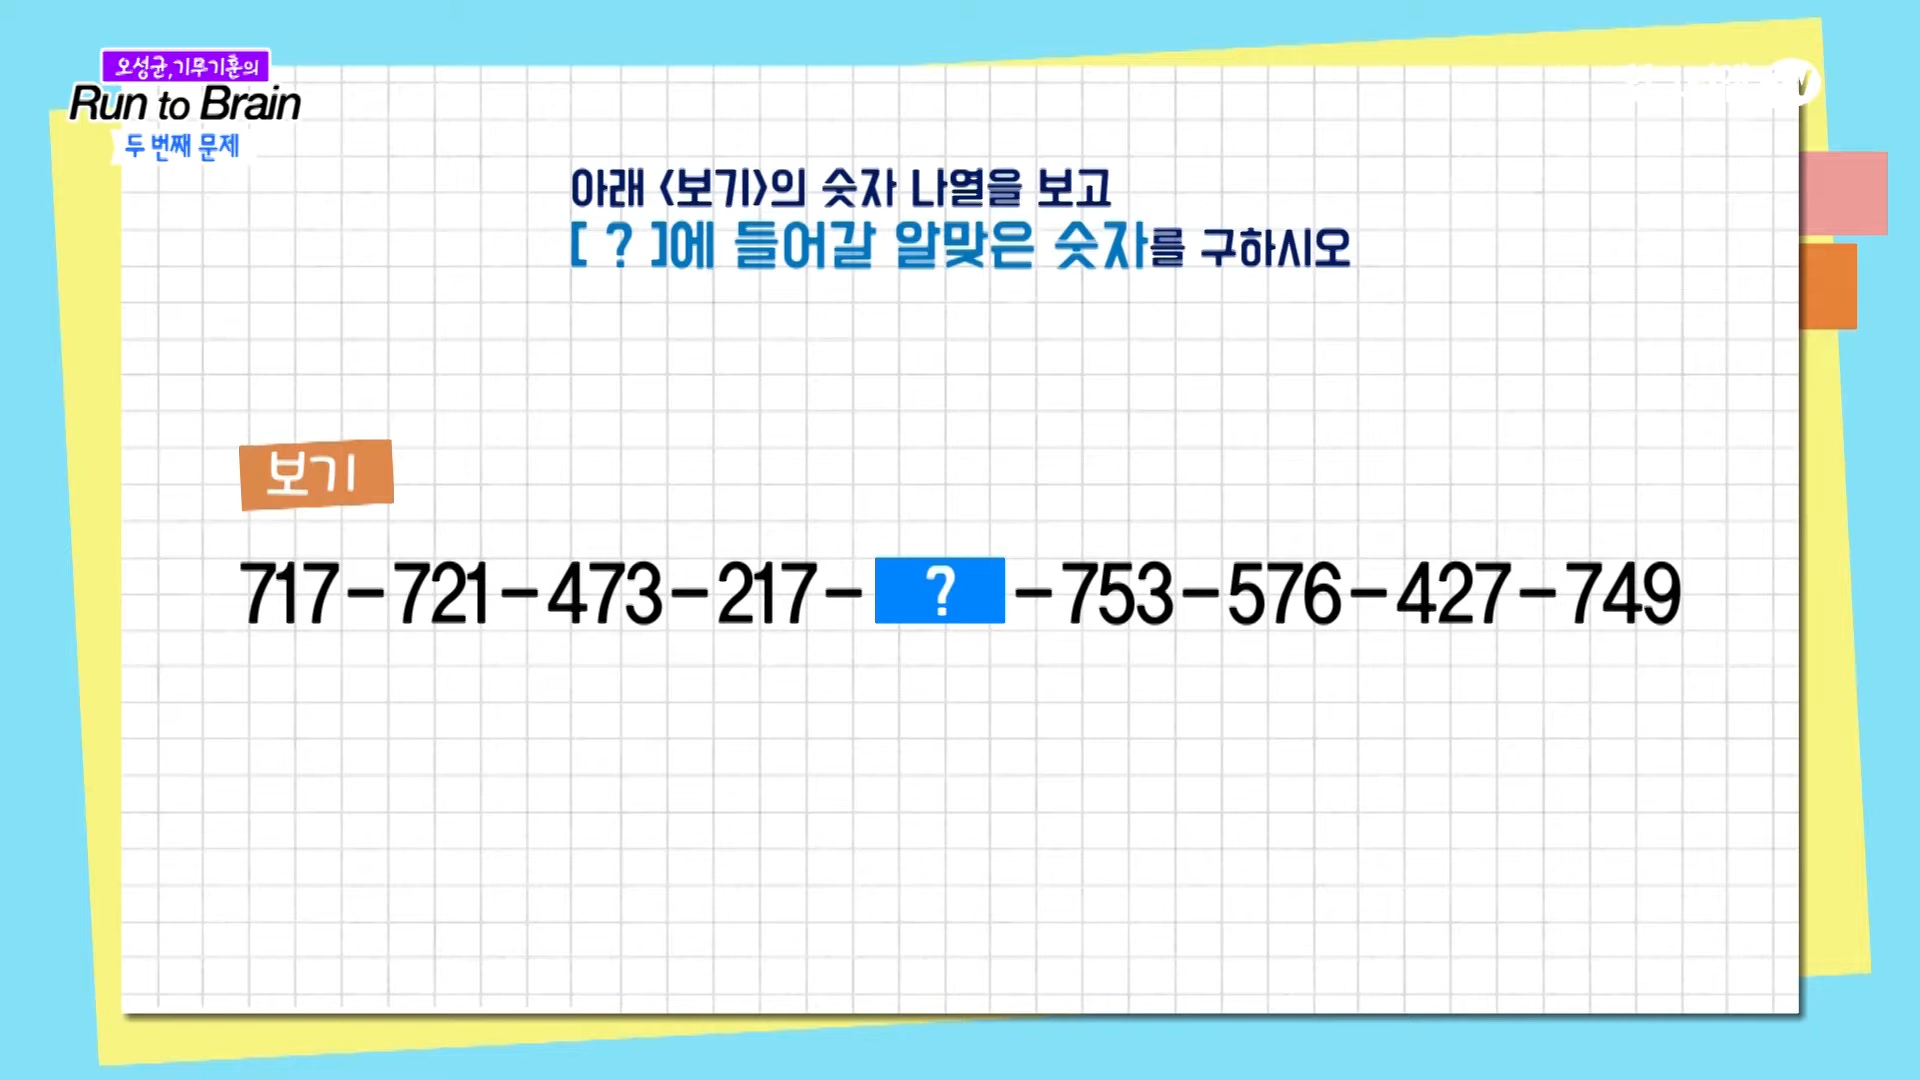 오성균,기무기훈의
Run to Brain
두 번째 문제
아래 <보기>의 숫자 나열을 보고
[ ? ]에 들어갈 알맞은 숫자를 구하시오
보기
717-721-473-217- ? -753-576-427-749